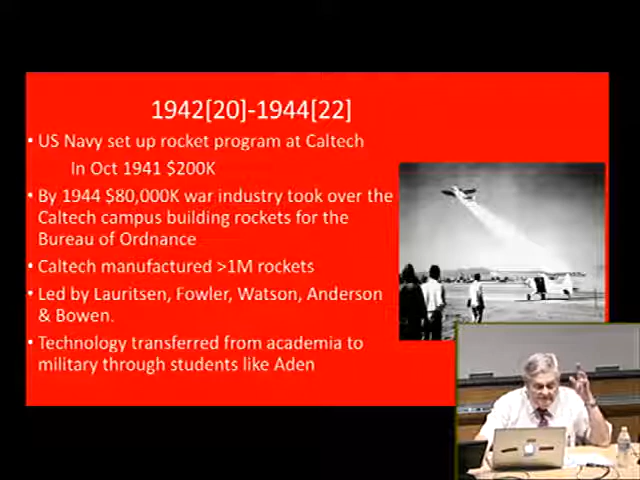 1942[20]-1944[22]
• US Navy set up rocket program at Caltech
In Oct 1941 $200K
• By 1944 $80,000K war industry took over the
Caltech campus building rockets for the
Bureau of Ordnance
• Caltech manufactured >1M rockets
• Led by Lauritsen, Fowler, Watson, Anderson
& Bowen.
• Technology transferred from academia to
military through students like Aden